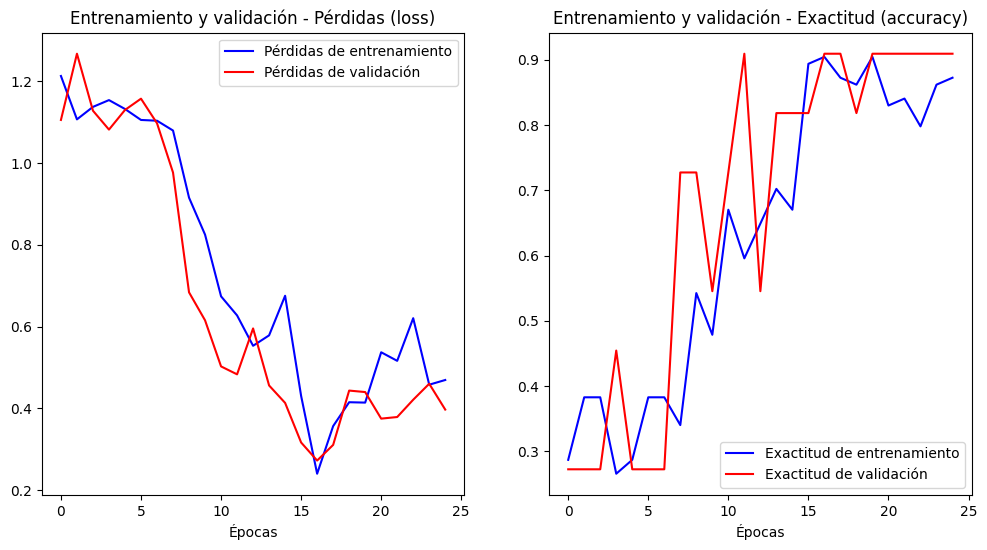 Entrenamiento y validación - Pérdidas (loss)
Pérdidas de entrenamiento
Pérdidas de validación
1.2
1.0
0.8
0.6
0.4
0.2
0 5 10 15 20 25
Épocas
Entrenamiento y validación - Exactitud (accuracy)
0.9
0.8
0.7
0.6
0.5
0.4
0.3
Exactitud de entrenamiento
Exactitud de validación
0 5 10 15 20 25
Épocas